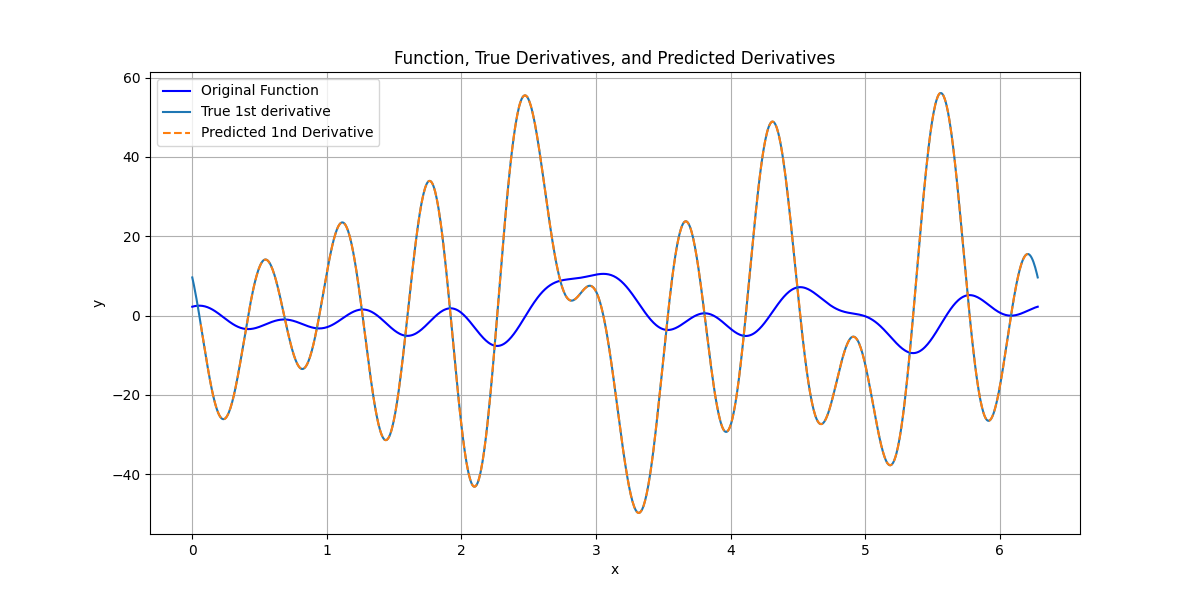 Function, True Derivatives, and Predicted Derivatives
Original Function
True 1st derivative
Predicted 1nd Derivative
60
40
20
0
−20
−40
y
0 1 2 3 4 5 6
x